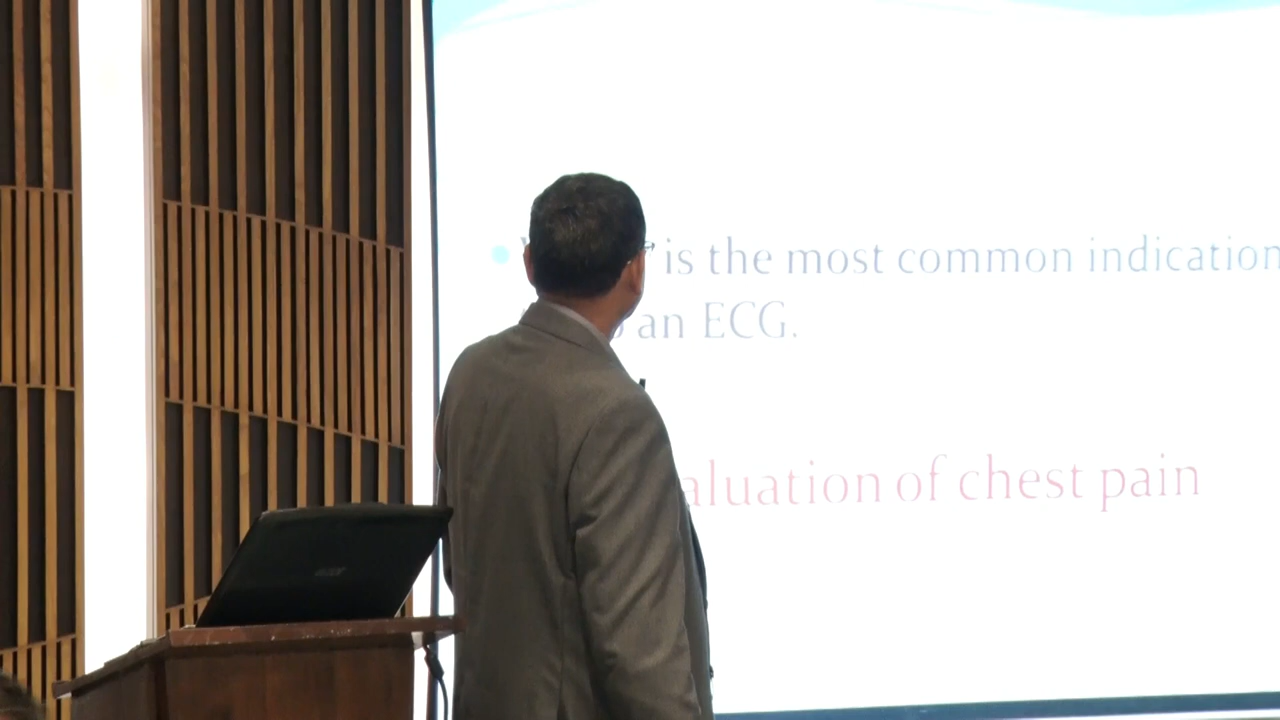 is the most common indication
an ECG.
aluation of chest pain